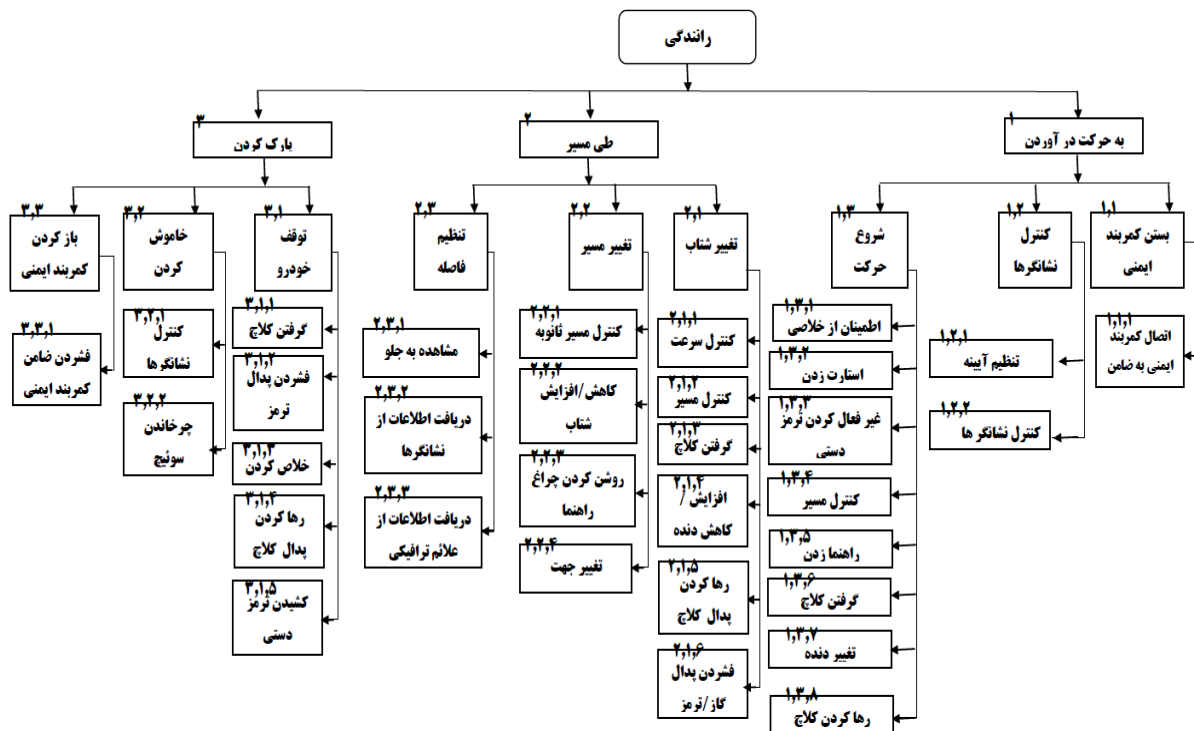 رانندگی
۱
به حرکت در آوردن
۱,۱
بستن کمربند
ایمنی
۱,۱,۱
اتصال کمربند
ایمنی به ضامن
۱,۲
کنترل
نشانگرها
۱,۲,۱
تنظیم آیینه
۱,۲,۲
کنترل نشانگر ها
۱,۳
شروع
حرکت
۱,۳,۱
اطمینان از خلاصی
۱,۳,۲
استارت زدن
۱,۳,۳
غیر فعال کردن ترمز
دستی
۱,۳,۴
کنترل مسیر
۱,۳,۵
راهنما زدن
۱,۳,۶
گرفتن کلاچ
۱,۳,۷
تغییر دنده
۱,۳,۸
رها کردن کلاچ
۲
طی مسیر
۲,۱
تغییر شتاب
۲,۱,۱
کنترل سرعت
۲,۱,۲
کنترل مسیر
۲,۱,۳
گرفتن کلاچ
۲,۱,۴
افزایش /
کاهش دنده
۲,۱,۵
رها کردن
پدال کلاچ
۲,۱,۶
فشردن پدال
گاز/ترمز
۲,۲
تغییر مسیر
۲,۲,۱
کنترل مسیر ثانویه
۲,۲,۲
کاهش/افزایش
شتاب
۲,۲,۳
روشن کردن چراغ
راهنما
۲,۲,۴
تغییر جهت
۲,۳
تنظیم
فاصله
۲,۳,۱
مشاهده به جلو
۲,۳,۲
دریافت اطلاعات از
نشانگرها
۲,۳,۳
دریافت اطلاعات از
علائم ترافیکی
۳
پارک کردن
۳,۱
توقف
خودرو
۳,۱,۱
گرفتن کلاچ
۳,۱,۲
فشردن پدال
ترمز
۳,۱,۳
خلاص کردن
۳,۱,۴
رها کردن
پدال کلاچ
۳,۱,۵
کشیدن ترمز
دستی
۳,۲
خاموش
کردن
۳,۲,۱
کنترل
نشانگرها
۳,۲,۲
چرخاندن
سوئیچ
۳,۳
باز کردن
کمربند ایمنی
۳,۳,۱
فشردن ضامن
کمربند ایمنی